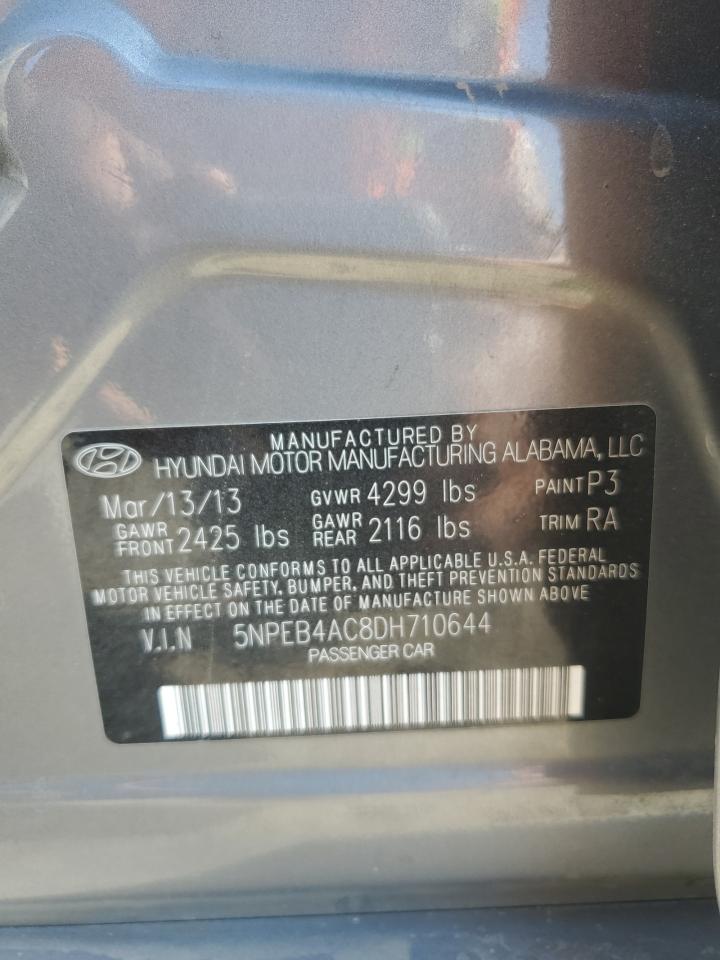 MANUFACTURED BY
HYUNDAI MOTOR MANUFACTURING ALABAMA, LLC
Mar/13/13 GVWR 4299 lbs PAINT P3
GAWR FRONT 2425 lbs GAWR REAR 2116 lbs TRIM RA
THIS VEHICLE CONFORMS TO ALL APPLICABLE U.S.A. FEDERAL
MOTOR VEHICLE SAFETY, BUMPER, AND THEFT PREVENTION STANDARDS
IN EFFECT ON THE DATE OF MANUFACTURE SHOWN ABOVE
V.I.N 5NPEB4AC8DH710644
PASSENGER CAR